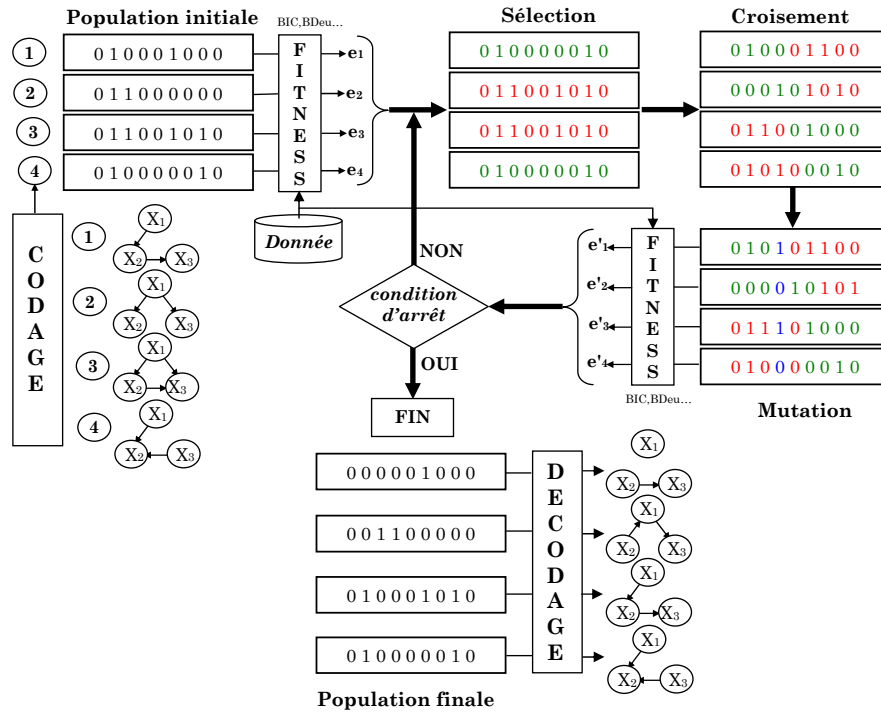 Population initiale
BIC,BDeu...
Sélection
Croisement
1
0 1 0 0 0 1 0 0 0
2
0 1 1 0 0 0 0 0 0
3
0 1 1 0 0 1 0 1 0
4
0 1 0 0 0 0 0 1 0
FITNESS
e1
e2
e3
e4
0 1 0 0 0 0 0 1 0
0 1 1 0 0 1 0 1 0
0 1 1 0 0 1 0 1 0
0 1 0 0 0 0 0 1 0
0 1 0 0 0 1 1 0 0
0 0 0 1 0 1 0 1 0
0 1 1 0 0 1 0 0 0
0 1 0 1 0 0 0 1 0
CODAGE
1
X1
X2
X3
2
X1
X2
X3
3
X1
X2
X3
4
X1
X2
X3
Donnée
NON
condition
d'arrêt
OUI
FIN
e'1
e'2
e'3
e'4
FITNESS
BIC,BDeu...
0 1 0 1 0 1 1 0 0
0 0 0 0 1 0 1 0 1
0 1 1 1 0 1 0 0 0
0 1 0 0 0 0 0 1 0
Mutation
0 0 0 0 0 1 0 0 0
0 0 1 1 0 0 0 0 0
0 1 0 0 0 1 0 1 0
0 1 0 0 0 0 0 1 0
DECODAGE
X1
X2
X3
X1
X2
X3
X1
X2
X3
X1
X2
X3
Population finale